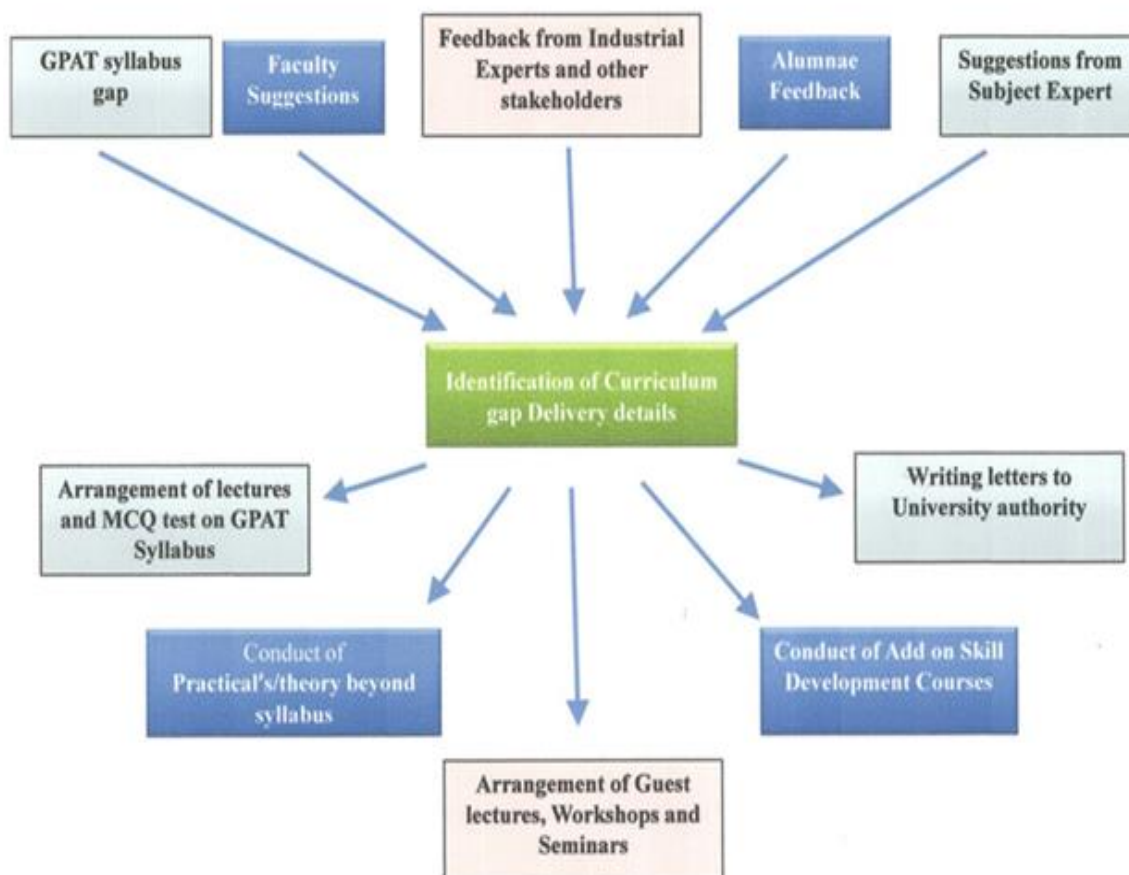 GPAT syllabus
gap
Faculty
Suggestions
Feedback from Industrial
Experts and other
stakeholders
Alumnae
Feedback
Suggestions from
Subject Expert
Identification of Curriculum
gap Delivery details
Arrangement of lectures
and MCQ test on GPAT
Syllabus
Writing letters to
University authority
Conduct of
Practical's/theory beyond
syllabus
Conduct of Add on Skill
Development Courses
Arrangement of Guest
lectures, Workshops and
Seminars